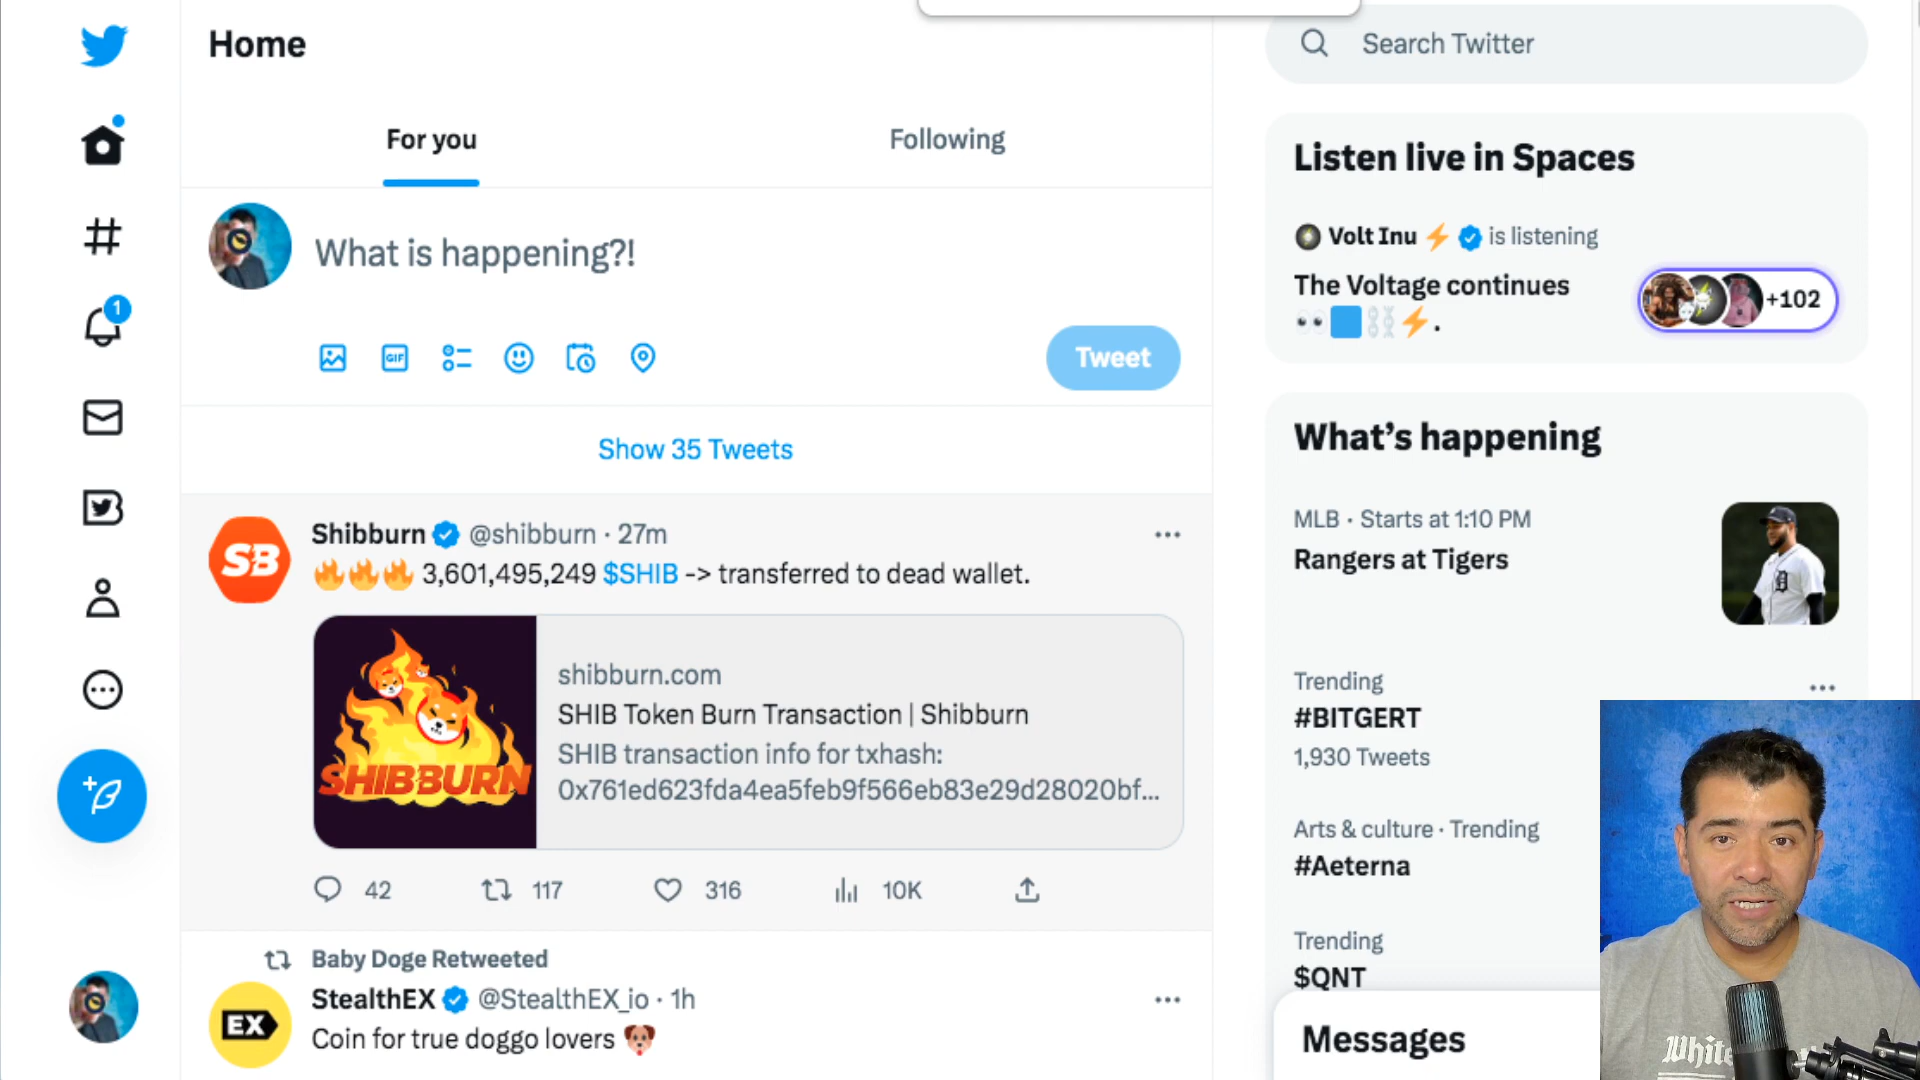 Home
Search Twitter
For you
Following
What is happening?!
GIF
Tweet
Show 35 Tweets
1
SB
Shibburn @shibburn · 27m
3,601,495,249 $SHIB -> transferred to dead wallet.
SHIBBURN
shibburn.com
SHIB Token Burn Transaction | Shibburn
SHIB transaction info for txhash:
0x761ed623fda4ea5feb9f566eb83e29d28020bf...
42
117
316
10K
Baby Doge Retweeted
EX
StealthEX @StealthEX_io · 1h
Coin for true doggo lovers
Listen live in Spaces
Volt Inu is listening
The Voltage continues
.
+102
What's happening
MLB · Starts at 1:10 PM
Rangers at Tigers
Trending
#BITGERT
1,930 Tweets
Arts & culture · Trending
#Aeterna
Trending
$QNT
Messages